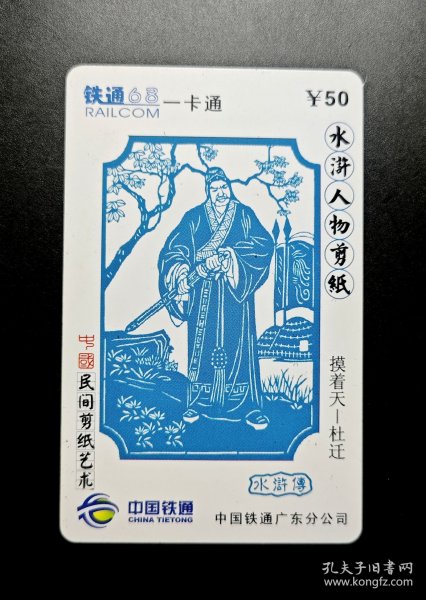 铁通68一卡通
RAILCOM
¥50
水浒人物剪纸
摸着天—杜迁
中國民间剪纸艺术
水浒傳
中国铁通
CHINA TIETONG
中国铁通广东分公司
孔夫子旧书网
www.kongfz.com